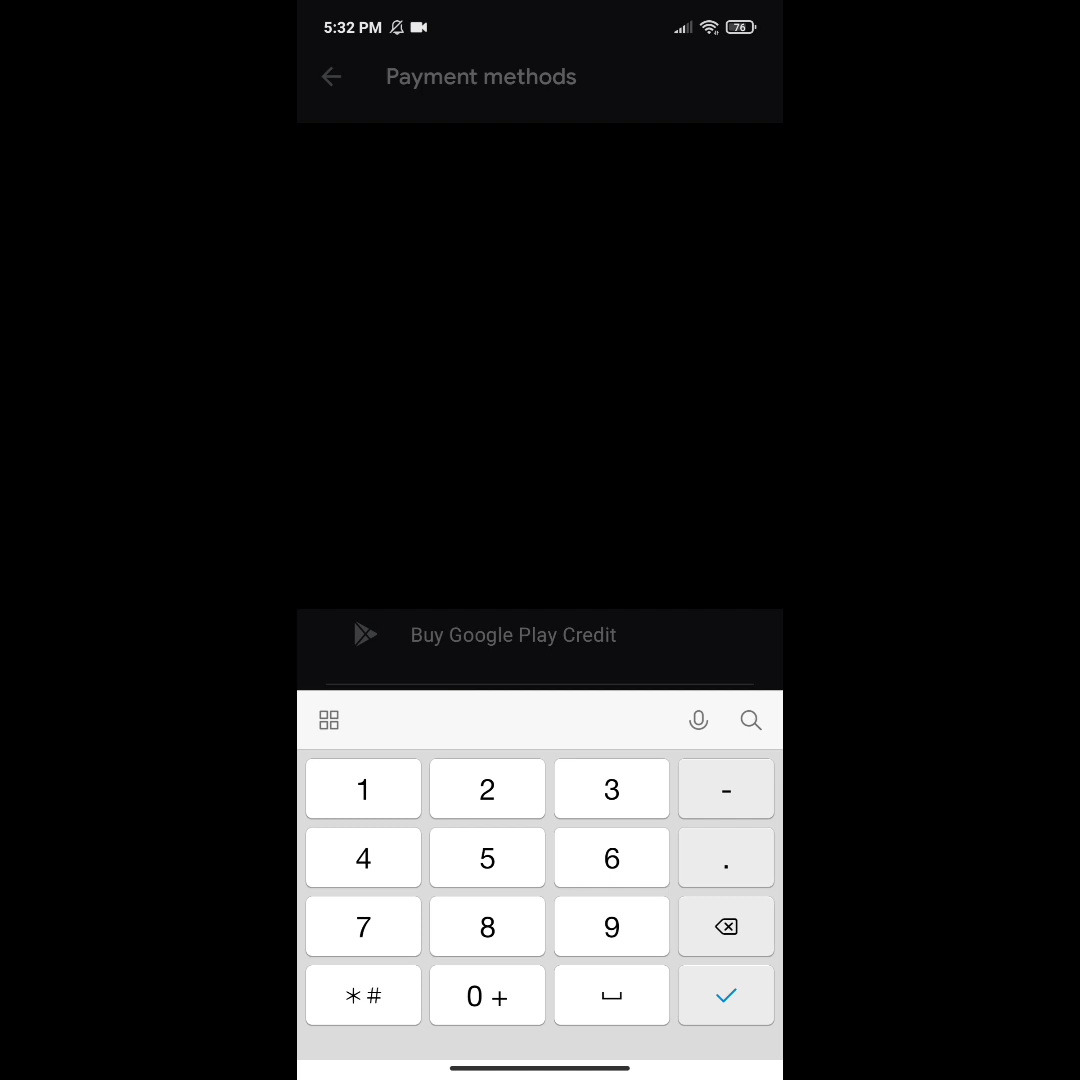 5:32 PM 76
Payment methods
Buy Google Play Credit
1 2 3 -
4 5 6 .
7 8 9
*# 0 +